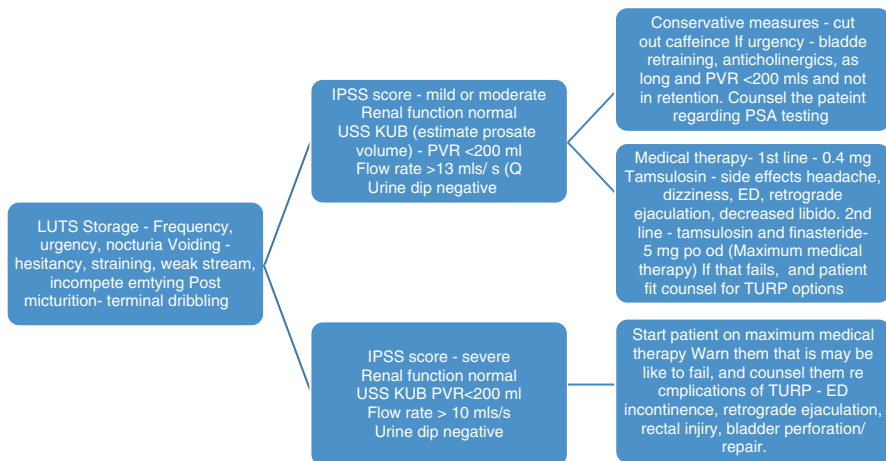 LUTS Storage - Frequency,
urgency, nocturia Voiding -
hesitancy, straining, weak stream,
incompete emtying Post
micturition- terminal dribbling
IPSS score - mild or moderate
Renal function normal
USS KUB (estimate prosate
volume) - PVR <200 ml
Flow rate >13 mls/ s (Q
Urine dip negative
Conservative measures - cut
out caffeince If urgency - bladde
retraining, anticholinergics, as
long and PVR <200 mls and not
in retention. Counsel the pateint
regarding PSA testing
Medical therapy- 1st line - 0.4 mg
Tamsulosin - side effects headache,
dizziness, ED, retrograde
ejaculation, decreased libido. 2nd
line - tamsulosin and finasteride-
5 mg po od (Maximum medical
therapy) If that fails, and patient
fit counsel for TURP options
IPSS score - severe
Renal function normal
USS KUB PVR<200 ml
Flow rate > 10 mls/s
Urine dip negative
Start patient on maximum medical
therapy Warn them that is may be
like to fail, and counsel them re
cmplications of TURP - ED
incontinence, retrograde ejaculation,
rectal injiry, bladder perforation/
repair.